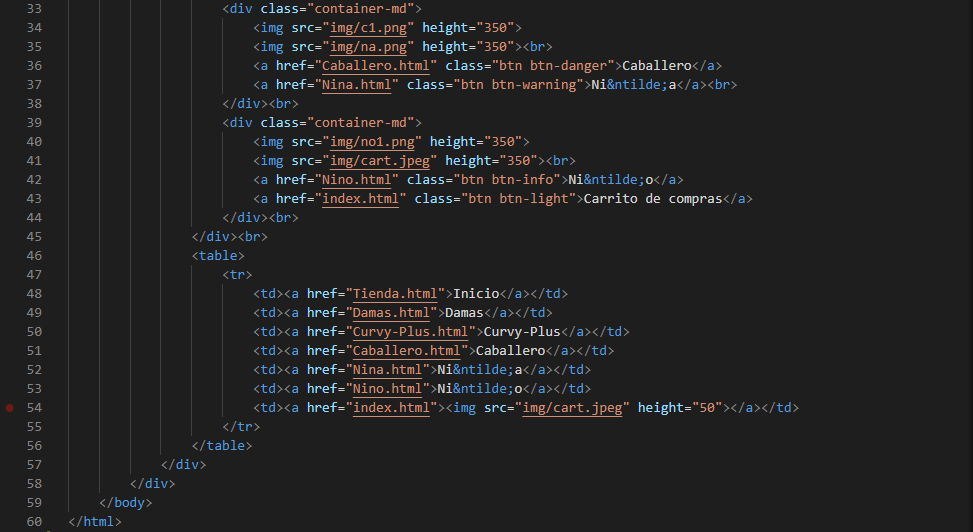 33 <div class="container-md">
34 <img src="img/c1.png" height="350">
35 <img src="img/na.png" height="350"><br>
36 <a href="Caballero.html" class="btn btn-danger">Caballero</a>
37 <a href="Nina.html" class="btn btn-warning">Ni&ntilde;a</a><br>
38 </div><br>
39 <div class="container-md">
40 <img src="img/no1.png" height="350">
41 <img src="img/cart.jpeg" height="350"><br>
42 <a href="Nino.html" class="btn btn-info">Ni&ntilde;o</a>
43 <a href="index.html" class="btn btn-light">Carrito de compras</a>
44 </div><br>
45 </div><br>
46 <table>
47 <tr>
48 <td><a href="Tienda.html">Inicio</a></td>
49 <td><a href="Damas.html">Damas</a></td>
50 <td><a href="Curvy-Plus.html">Curvy-Plus</a></td>
51 <td><a href="Caballero.html">Caballero</a></td>
52 <td><a href="Nina.html">Ni&ntilde;a</a></td>
53 <td><a href="Nino.html">Ni&ntilde;o</a></td>
54 <td><a href="index.html"><img src="img/cart.jpeg" height="50"></a></td>
55 </tr>
56 </table>
57 </div>
58 </div>
59 </body>
60 </html>